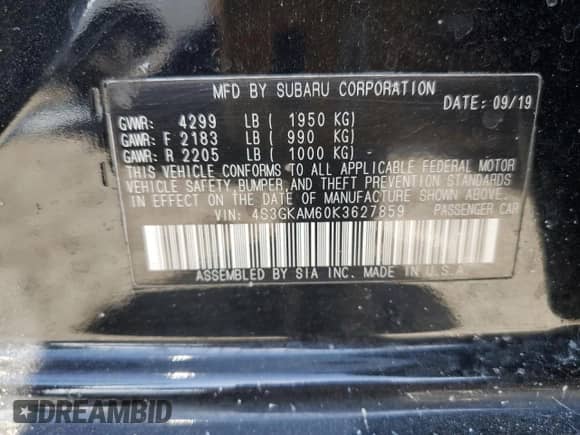 MFD BY SUBARU CORPORATION
DATE: 09/19
GVWR: 4299 LB ( 1950 KG)
GAWR: F 2183 LB ( 990 KG)
GAWR: R 2205 LB ( 1000 KG)
THIS VEHICLE CONFORMS TO ALL APPLICABLE FEDERAL MOTOR
VEHICLE SAFETY, BUMPER, AND THEFT PREVENTION STANDARDS
IN EFFECT ON THE DATE OF MANUFACTURE SHOWN ABOVE.
VIN: 4S3GKAM60K3627859 PASSENGER CAR
ASSEMBLED BY SIA INC. MADE IN U.S.A.
DREAMBID